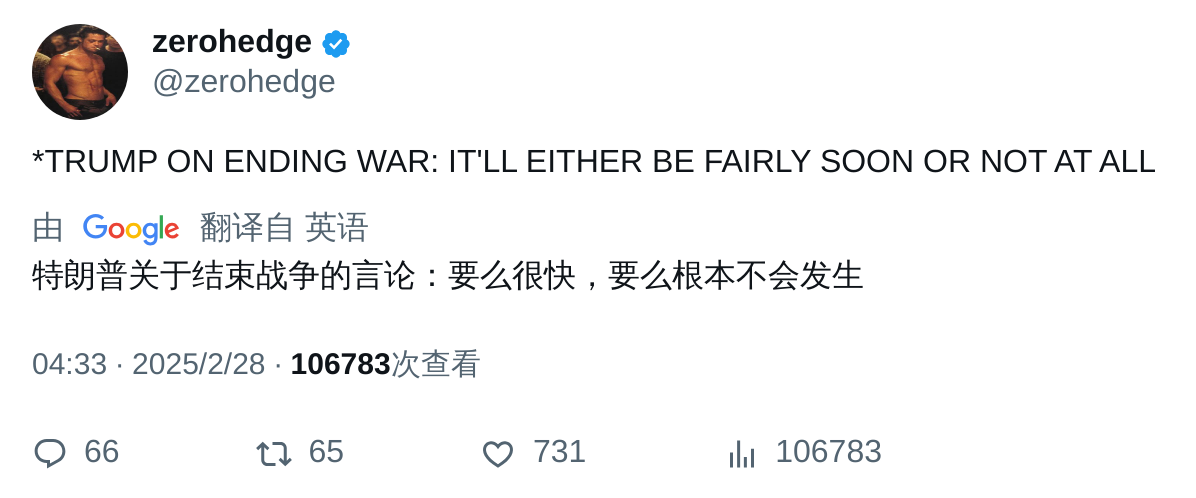 zerohedge
@zerohedge
*TRUMP ON ENDING WAR: IT'LL EITHER BE FAIRLY SOON OR NOT AT ALL
由 Google 翻译自 英语
特朗普关于结束战争的言论：要么很快，要么根本不会发生
04:33 · 2025/2/28 · 106783次查看
66 65 731 106783